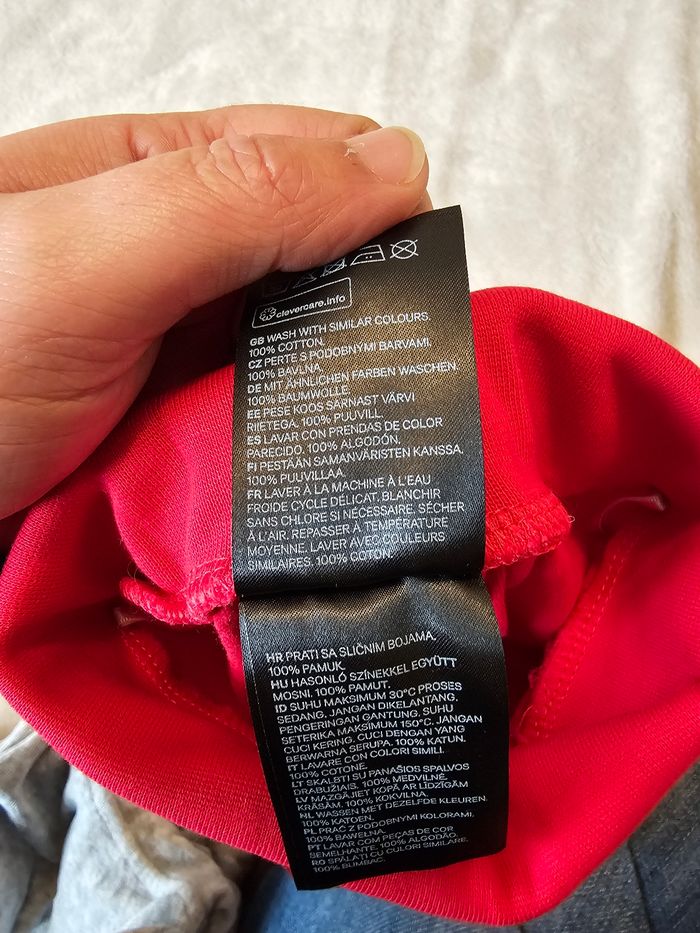 clevercare.info
GB WASH WITH SIMILAR COLOURS.
100% COTTON.
CZ PERTE S PODOBNÝMI BARVAMI.
100% BAVLNA.
DE MIT ÄHNLICHEN FARBEN WASCHEN.
100% BAUMWOLLE
EE PESE KOOS SARNAST VÄRVI
RIIETEGA. 100% PUUVILL.
ES LAVAR CON PRENDAS DE COLOR
PARECIDO. 100% ALGODÓN.
FI PESTÄÄN SAMANVÄRISTEN KANSSA.
100% PUUVILLAA.
FR LAVER À LA MACHINE À L'EAU
FROIDE CYCLE DÉLICAT. BLANCHIR
SANS CHLORE SI NÉCESSAIRE. SÉCHER
À L'AIR. REPASSER À TEMPÉRATURE
MOYENNE. LAVER AVEC COULEURS
SIMILAIRES. 100% COTON.
HR PRATI SA SLIČNIM BOJAMA.
100% PAMUK.
HU HASONLÓ SZÍNEKKEL EGYÜTT
MOSNI. 100% PAMUT.
ID SUHU MAKSIMUM 30°C PROSES
SEDANG. JANGAN DIKELANTANG.
PENGERINGAN GANTUNG. SUHU
SETERIKA MAKSIMUM 150°C. JANGAN
CUCI KERING. CUCI DENGAN YANG
BERWARNA SERUPA. 100% KATUN.
IT LAVARE CON COLORI SIMILI.
100% COTONE.
LT SKALBTI SU PANAŠIOS SPALVOS
DRABUŽIAIS. 100% MEDVILNĖ.
LV MAZGĀJIET KOPĀ AR LĪDZĪGĀM
KRĀSĀM. 100% KOKVILNA.
NL WASSEN MET DEZELFDE KLEUREN.
100% KATOEN.
PL PRAĆ Z PODOBNYMI KOLORAMI.
100% BAWEŁNA.
PT LAVAR COM PEÇAS DE COR
SEMELHANTE. 100% ALGODÃO.
RO SPĂLAŢI CU CULORI SIMILARE.
100% BUMBAC.